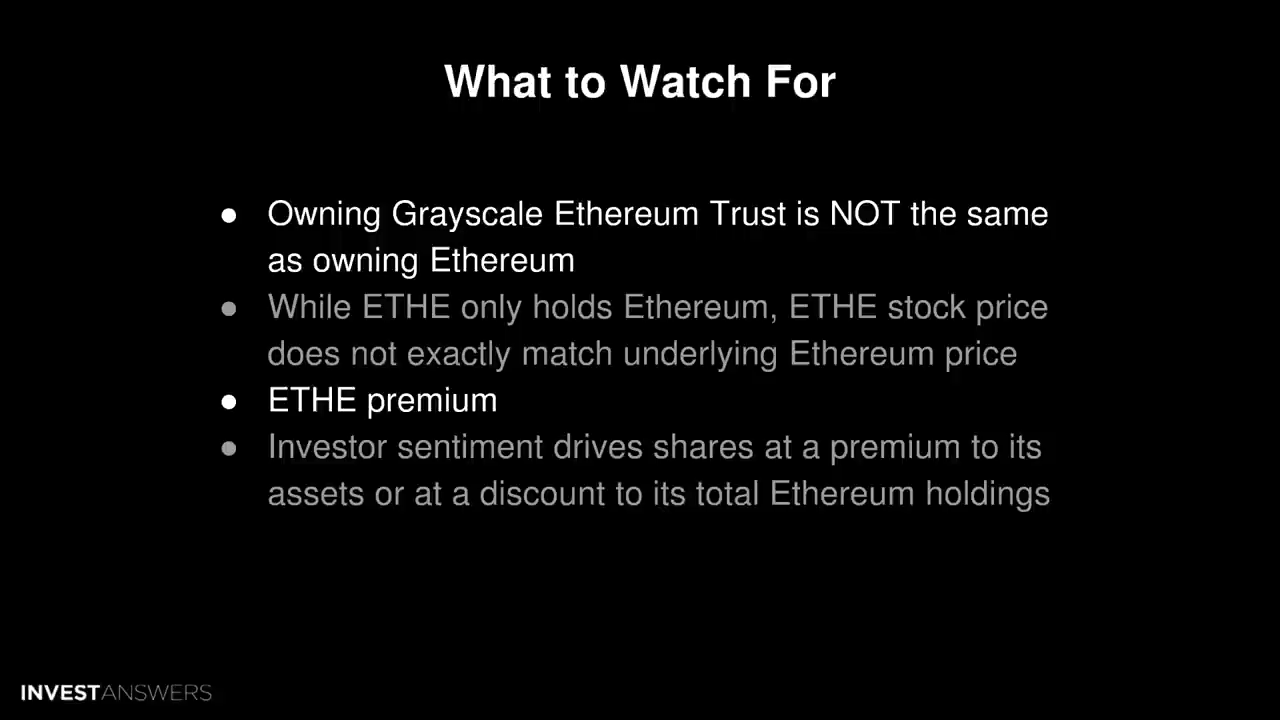 What to Watch For
● Owning Grayscale Ethereum Trust is NOT the same
as owning Ethereum
● While ETHE only holds Ethereum, ETHE stock price
does not exactly match underlying Ethereum price
● ETHE premium
● Investor sentiment drives shares at a premium to its
assets or at a discount to its total Ethereum holdings
INVESTANSWERS